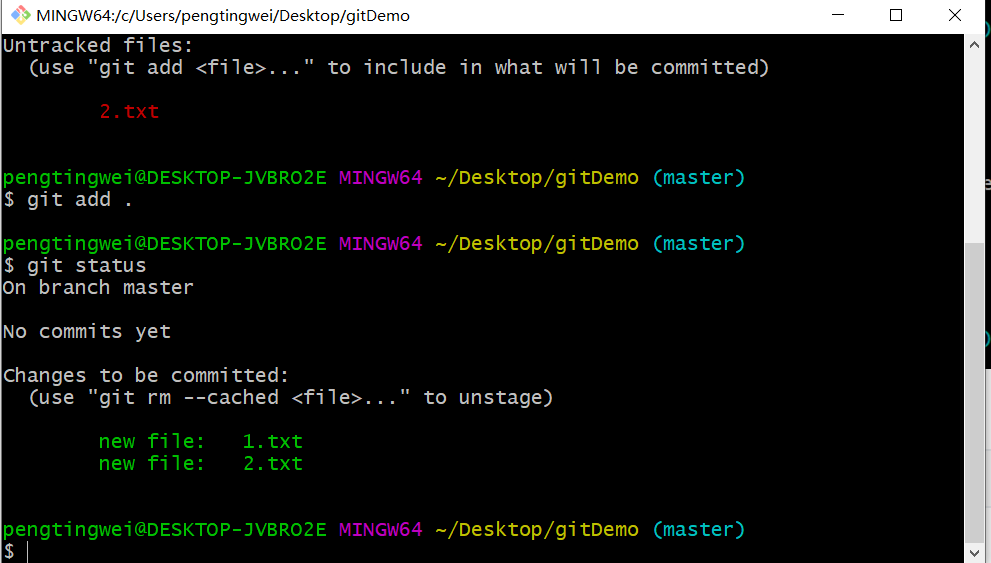 MINGW64:/c/Users/pengtingwei/Desktop/gitDemo
Untracked files:
  (use "git add <file>..." to include in what will be committed)
        2.txt
pengtingwei@DESKTOP-JVBRO2E MINGW64 ~/Desktop/gitDemo (master)
$ git add .
pengtingwei@DESKTOP-JVBRO2E MINGW64 ~/Desktop/gitDemo (master)
$ git status
On branch master
No commits yet
Changes to be committed:
  (use "git rm --cached <file>..." to unstage)
        new file:   1.txt
        new file:   2.txt
pengtingwei@DESKTOP-JVBRO2E MINGW64 ~/Desktop/gitDemo (master)
$